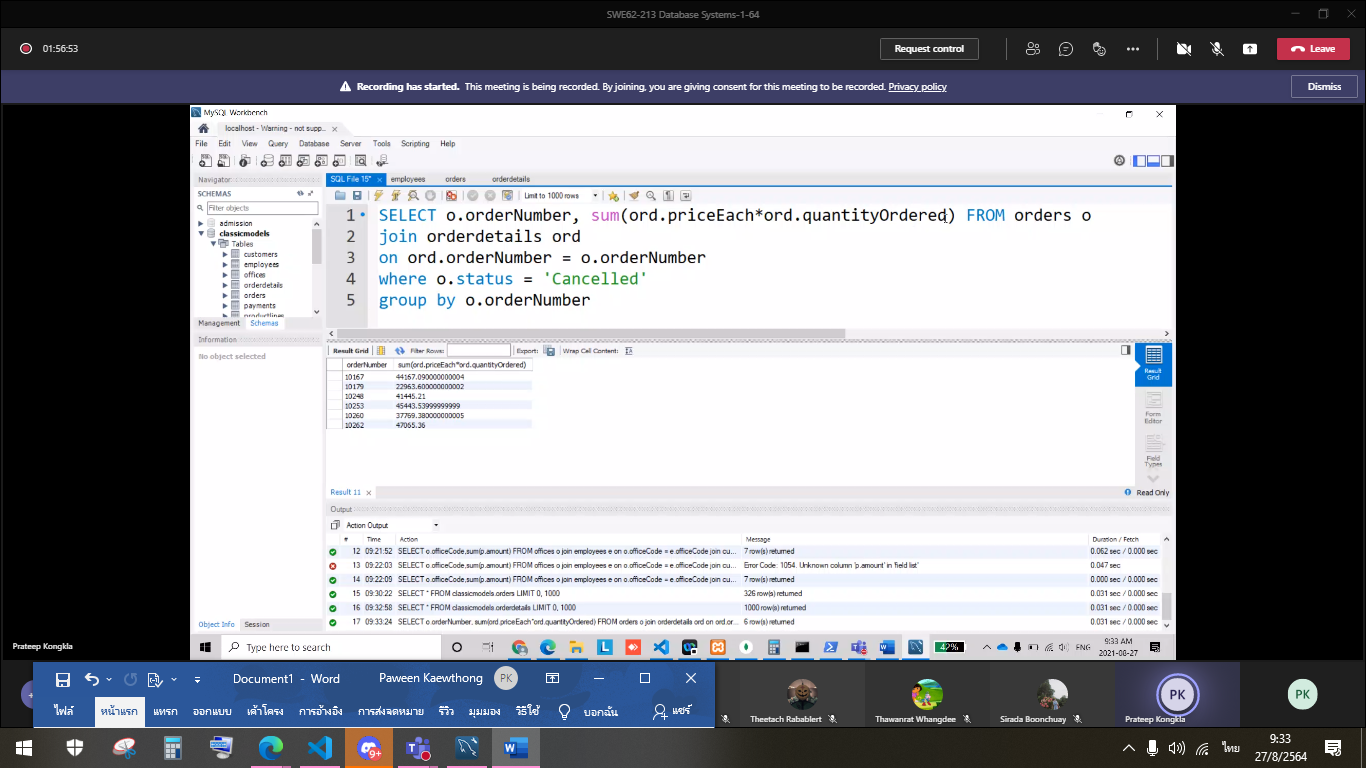 SWE62-213 Database Systems-1-64
01:56:53
Request control
Leave
Recording has started. This meeting is being recorded. By joining, you are giving consent for this meeting to be recorded. Privacy policy
Dismiss
MySQL Workbench
localhost - Warning - not supp...
File Edit View Query Database Server Tools Scripting Help
Navigator
SCHEMAS
Filter objects
admission
classicmodels
Tables
customers
employees
offices
orderdetails
orders
payments
productlines
Management Schemas
Information
No object selected
Object Info Session
SQL File 15* employees orders orderdetails
Limit to 1000 rows
1 SELECT o.orderNumber, sum(ord.priceEach*ord.quantityOrdered) FROM orders o
2 join orderdetails ord
3 on ord.orderNumber = o.orderNumber
4 where o.status = 'Cancelled'
5 group by o.orderNumber
Result Grid Filter Rows: Export: Wrap Cell Content:
orderNumber sum(ord.priceEach*ord.quantityOrdered)
10167 44167.090000000004
10179 22963.600000000002
10248 41445.21
10253 45443.53999999999
10260 37769.380000000005
10262 47065.36
Result Grid
Form Editor
Field Types
Result 11
Read Only
Output
Action Output
# Time Action Message Duration / Fetch
12 09:21:52 SELECT o.officeCode,sum(p.amount) FROM offices o join employees e on o.officeCode = e.officeCode join cu... 7 row(s) returned 0.062 sec / 0.000 sec
13 09:22:03 SELECT o.officeCode,sum(p.amount) FROM offices o join employees e on o.officeCode = e.officeCode join cu... Error Code: 1054. Unknown column 'p.amount' in 'field list' 0.047 sec
14 09:22:09 SELECT o.officeCode,sum(p.amount) FROM offices o join employees e on o.officeCode = e.officeCode join cu... 7 row(s) returned 0.000 sec / 0.000 sec
15 09:30:22 SELECT * FROM classicmodels.orders LIMIT 0, 1000 326 row(s) returned 0.031 sec / 0.000 sec
16 09:32:58 SELECT * FROM classicmodels.orderdetails LIMIT 0, 1000 1000 row(s) returned 0.031 sec / 0.000 sec
17 09:33:24 SELECT o.orderNumber, sum(ord.priceEach*ord.quantityOrdered) FROM orders o join orderdetails ord on ord.or... 6 row(s) returned 0.031 sec / 0.000 sec
Prateep Kongkla
Type here to search
42%
ENG
9:33 AM
2021-08-27
Document1 - Word
Paween Kaewthong PK
ไฟล์ หน้าแรก แทรก ออกแบบ เค้าโครง การอ้างอิง การส่งจดหมาย รีวิว มุมมอง วิธีใช้ บอกฉัน แชร์
Theetach Rabablert
Thawanrat Whangdee
Sirada Boonchuay
PK
Prateep Kongkla
PK
9+
ไทย
9:33
27/8/2564